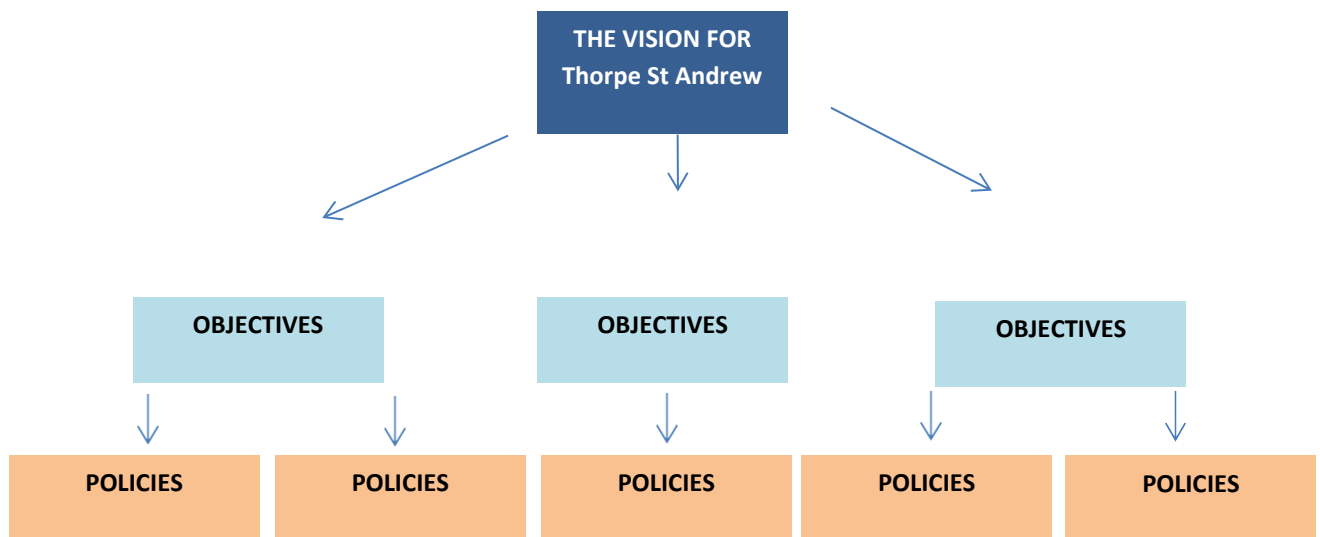 THE VISION FOR
Thorpe St Andrew
OBJECTIVES
OBJECTIVES
OBJECTIVES
POLICIES
POLICIES
POLICIES
POLICIES
POLICIES